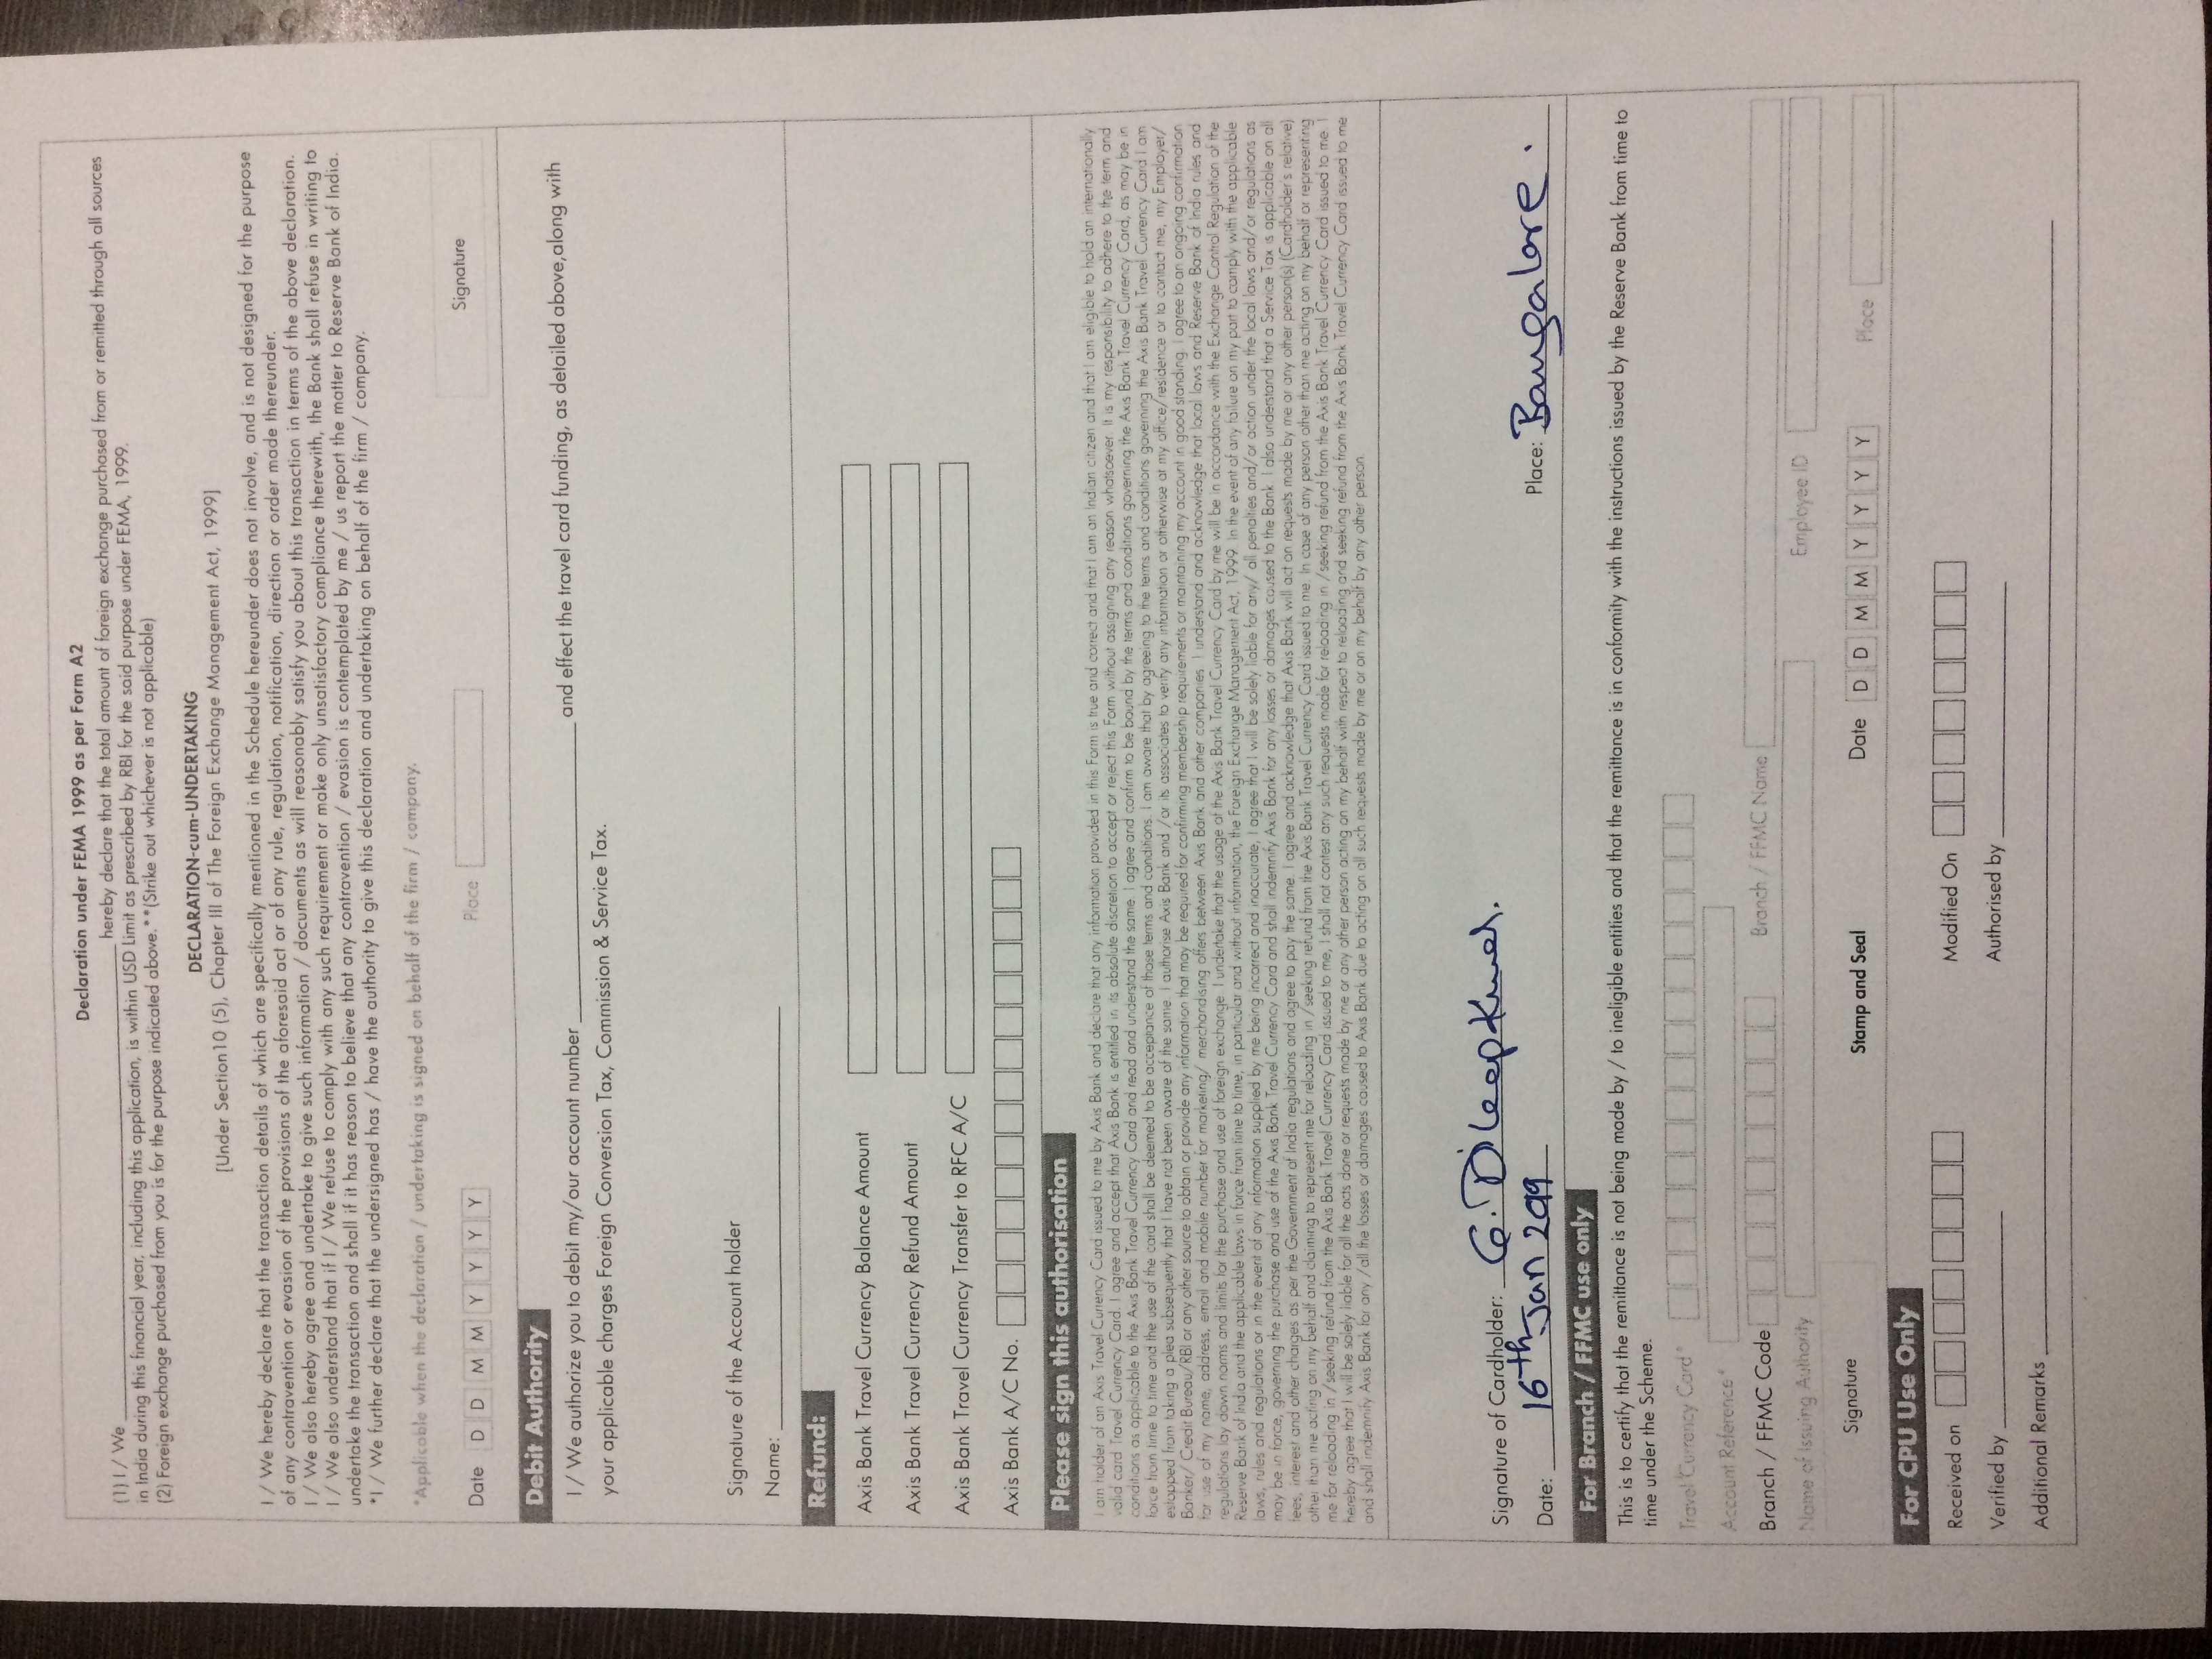 Declaration under FEMA 1999 as per Form A2
(1) I / We ______ hereby declare that the total amount of foreign exchange purchased from or remitted through all sources
in India during this financial year, including this application, is within USD Limit as prescribed by RBI for the said purpose under FEMA, 1999.
(2) Foreign exchange purchased from you is for the purpose indicated above.**(Strike out whichever is not applicable)
DECLARATION-cum-UNDERTAKING
[Under Section10 (5), Chapter III of The Foreign Exchange Management Act, 1999]
I / We hereby declare that the transaction details of which are specifically mentioned in the Schedule hereunder does not involve, and is not designed for the purpose
of any contravention or evasion of the provisions of the aforesaid act or of any rule, regulation, notification, direction or order made thereunder.
I / We also hereby agree and undertake to give such information / documents as will reasonably satisfy you about this transaction in terms of the above declaration.
I / We also understand that if I / We refuse to comply with any such requirement or make only unsatisfactory compliance therewith, the Bank shall refuse in writing to
undertake the transaction and shall if it has reason to believe that any contravention / evasion is contemplated by me / us report the matter to Reserve Bank of India.
*I / We further declare that the undersigned has / have the authority to give this declaration and undertaking on behalf of the firm / company.
*Applicable when the declaration / undertaking is signed on behalf of the firm / company.
Date D D M M Y Y Y Y Place Signature
Debit Authority
I / We authorize you to debit my/our account number ______ and effect the travel card funding, as detailed above,along with
your applicable charges Foreign Conversion Tax, Commission & Service Tax.
Signature of the Account holder
Name: ______
Refund:
Axis Bank Travel Currency Balance Amount
Axis Bank Travel Currency Refund Amount
Axis Bank Travel Currency Transfer to RFC A/C
Axis Bank A/C No.
Please sign this authorisation
I am holder of an Axis Travel Currency Card issued to me by Axis Bank and declare that any information provided in this Form is true and correct and that I am an Indian citizen and that I am eligible to hold an internationally
valid card Travel Currency Card. I agree and accept that Axis Bank is entitled in its absolute discretion to accept or reject this Form without assigning any reason whatsoever. It is my responsibility to adhere to the term and
conditions as applicable to the Axis Bank Travel Currency Card and read and understand the same. I agree and confirm to be bound by the terms and conditions governing the Axis Bank Travel Currency Card, as may be in
force from time to time and the use of the card shall be deemed to be acceptance of those terms and conditions. I am aware that by agreeing to the terms and conditions governing the Axis Bank Travel Currency Card I am
estopped from taking a plea subsequently that I have not been aware of the same. I authorise Axis Bank and /or its associates to verify any information or otherwise at my office/residence or to contact me, my Employer/
Banker/ Credit Bureau/RBI or any other source to obtain or provide any information that may be required for confirming membership requirements or maintaining my account in good standing. I agree to an ongoing confirmation
for use of my name, address, email and mobile number for marketing/ merchandising offers between Axis Bank and other companies. I understand and acknowledge that local laws and Reserve Bank of India rules and
regulations lay down norms and limits for the purchase and use of foreign exchange. I undertake that the usage of the Axis Bank Travel Currency Card by me will be in accordance with the Exchange Control Regulation of the
Reserve Bank of India and the applicable laws in force from time to time, in particular and without information, the Foreign Exchange Management Act, 1999. In the event of any failure on my part to comply with the applicable
laws, rules and regulations or in the event of any information supplied by me being incorrect and inaccurate, I agree that I will be solely liable for any/ all penalties and/or action under the local laws and/or regulations as
may be in force, governing the purchase and use of the Axis Bank Travel Currency Card and shall indemnify Axis Bank for any losses or damages caused to the Bank. I also understand that a Service Tax is applicable on all
fees, interest and other charges as per the Government of India regulations and agree to pay the same. I agree and acknowledge that Axis Bank will act on requests made by me or any other person(s) (Cardholder's relative)
other than me acting on my behalf and claiming to represent me for reloading in /seeking refund from the Axis Bank Travel Currency Card issued to me. In case of any person other than me acting on my behalf or representing
me for reloading in /seeking refund from the Axis Bank Travel Currency Card issued to me, I shall not contest any such requests made for reloading in /seeking refund from the Axis Bank Travel Currency Card issued to me. I
hereby agree that I will be solely liable for all the acts done or requests made by me or any other person acting on my behalf with respect to reloading and seeking refund from the Axis Bank Travel Currency Card issued to me
and shall indemnify Axis Bank for any /all the losses or damages caused to Axis Bank due to acting on all such requests made by me or on my behalf by any other person.
Signature of Cardholder: G. DileepKumar.
Date: 16th Jan 2019 Place: Bangalore.
For Branch / FFMC use only
This is to certify that the remittance is not being made by / to ineligible entities and that the remittance is in conformity with the instructions issued by the Reserve Bank from time to
time under the Scheme.
Travel Currency Card*
Account Reference*
Branch / FFMC Code Branch / FFMC Name
Name of Issuing Authority Employee ID
Signature Stamp and Seal Date D D M M Y Y Y Y Place
For CPU Use Only
Received on Modified On
Verified by ______ Authorised by ______
Additional Remarks ______